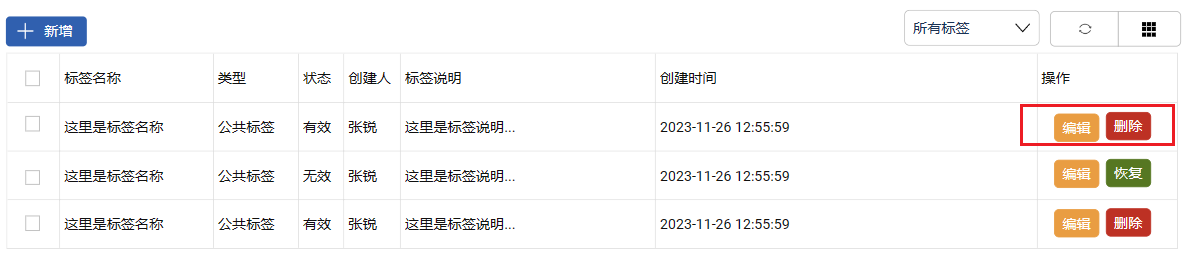 新增
所有标签
标签名称 类型 状态 创建人 标签说明 创建时间 操作
这里是标签名称 公共标签 有效 张锐 这里是标签说明... 2023-11-26 12:55:59 编辑 删除
这里是标签名称 公共标签 无效 张锐 这里是标签说明... 2023-11-26 12:55:59 编辑 恢复
这里是标签名称 公共标签 有效 张锐 这里是标签说明... 2023-11-26 12:55:59 编辑 删除